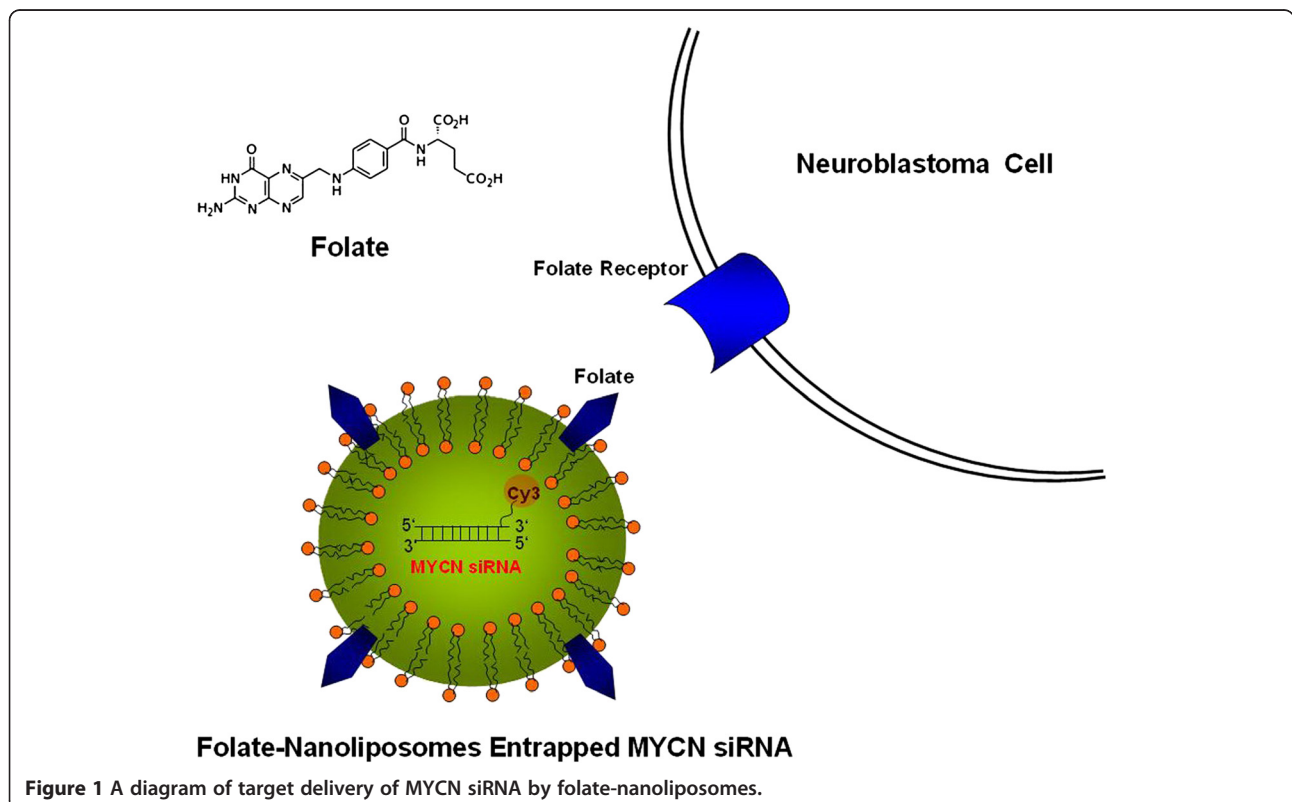 O
HN
H₂N
N
N
N
N
H
O
N
H
CO₂H
CO₂H
Folate
Neuroblastoma Cell
Folate Receptor
Folate
Cy3
5' 3'
3' 5'
MYCN siRNA
Folate-Nanoliposomes Entrapped MYCN siRNA
Figure 1 A diagram of target delivery of MYCN siRNA by folate-nanoliposomes.